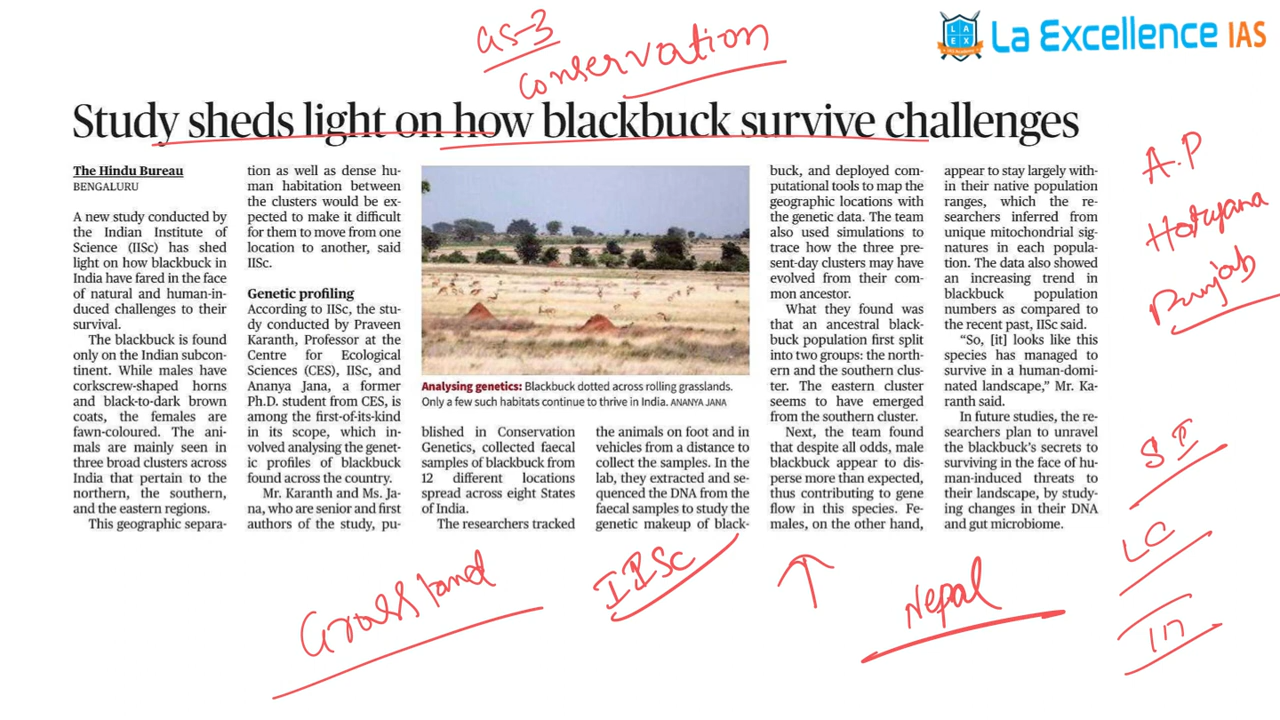 GS-3
Conservation
La Excellence IAS
Study sheds light on how blackbuck survive challenges
The Hindu Bureau
BENGALURU
A new study conducted by
the Indian Institute of
Science (IISc) has shed
light on how blackbuck in
India have fared in the face
of natural and human-in-
duced challenges to their
survival.
The blackbuck is found
only on the Indian subcon-
tinent. While males have
corkscrew-shaped horns
and black-to-dark brown
coats, the females are
fawn-coloured. The ani-
mals are mainly seen in
three broad clusters across
India that pertain to the
northern, the southern,
and the eastern regions.
This geographic separa-
tion as well as dense hu-
man habitation between
the clusters would be ex-
pected to make it difficult
for them to move from one
location to another, said
IISc.
Genetic profiling
According to IISc, the stu-
dy conducted by Praveen
Karanth, Professor at the
Centre for Ecological
Sciences (CES), IISc, and
Ananya Jana, a former
Ph.D. student from CES, is
among the first-of-its-kind
in its scope, which in-
volved analysing the genet-
ic profiles of blackbuck
found across the country.
Mr. Karanth and Ms. Ja-
na, who are senior and first
authors of the study, pu-
Analysing genetics: Blackbuck dotted across rolling grasslands.
Only a few such habitats continue to thrive in India. ANANYA JANA
blished in Conservation
Genetics, collected faecal
samples of blackbuck from
12 different locations
spread across eight States
of India.
The researchers tracked
the animals on foot and in
vehicles from a distance to
collect the samples. In the
lab, they extracted and se-
quenced the DNA from the
faecal samples to study the
genetic makeup of black-
buck, and deployed com-
putational tools to map the
geographic locations with
the genetic data. The team
also used simulations to
trace how the three pre-
sent-day clusters may have
evolved from their com-
mon ancestor.
What they found was
that an ancestral black-
buck population first split
into two groups: the north-
ern and the southern clus-
ter. The eastern cluster
seems to have emerged
from the southern cluster.
Next, the team found
that despite all odds, male
blackbuck appear to dis-
perse more than expected,
thus contributing to gene
flow in this species. Fe-
males, on the other hand,
appear to stay largely with-
in their native population
ranges, which the re-
searchers inferred from
unique mitochondrial sig-
natures in each popula-
tion. The data also showed
an increasing trend in
blackbuck population
numbers as compared to
the recent past, IISc said.
"So, [it] looks like this
species has managed to
survive in a human-domi-
nated landscape," Mr. Ka-
ranth said.
In future studies, the re-
searchers plan to unravel
the blackbuck's secrets to
surviving in the face of hu-
man-induced threats to
their landscape, by study-
ing changes in their DNA
and gut microbiome.
A.P
Haryana
Punjab
SI
LC
Grassland
IISc
Nepal